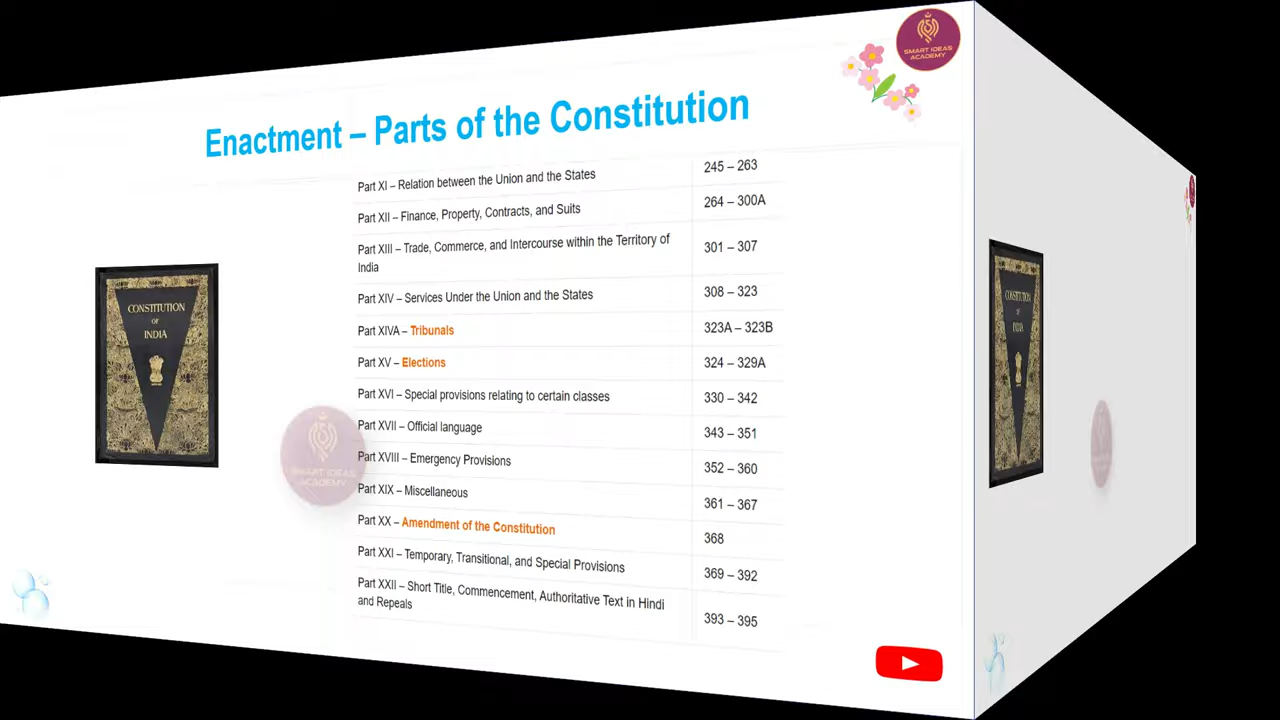 SMART IDEAS
ACADEMY
Enactment – Parts of the Constitution
Part XI – Relation between the Union and the States 245 – 263
Part XII – Finance, Property, Contracts, and Suits 264 – 300A
Part XIII – Trade, Commerce, and Intercourse within the Territory of
India 301 – 307
Part XIV – Services Under the Union and the States 308 – 323
Part XIVA – Tribunals 323A – 323B
Part XV – Elections 324 – 329A
Part XVI – Special provisions relating to certain classes 330 – 342
Part XVII – Official language 343 – 351
Part XVIII – Emergency Provisions 352 – 360
Part XIX – Miscellaneous 361 – 367
Part XX – Amendment of the Constitution 368
Part XXI – Temporary, Transitional, and Special Provisions 369 – 392
Part XXII – Short Title, Commencement, Authoritative Text in Hindi
and Repeals 393 – 395
CONSTITUTION
OF
INDIA
SMART IDEAS
ACADEMY
CONSTITUTION
OF
INDIA